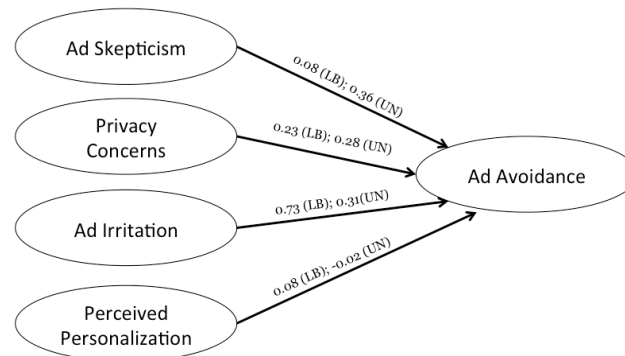 Ad Skepticism
0.08 (LB); 0.36 (UN)
Privacy
Concerns
0.23 (LB); 0.28 (UN)
Ad Avoidance
Ad Irritation
0.73 (LB); 0.31(UN)
0.08 (LB); -0.02 (UN)
Perceived
Personalization